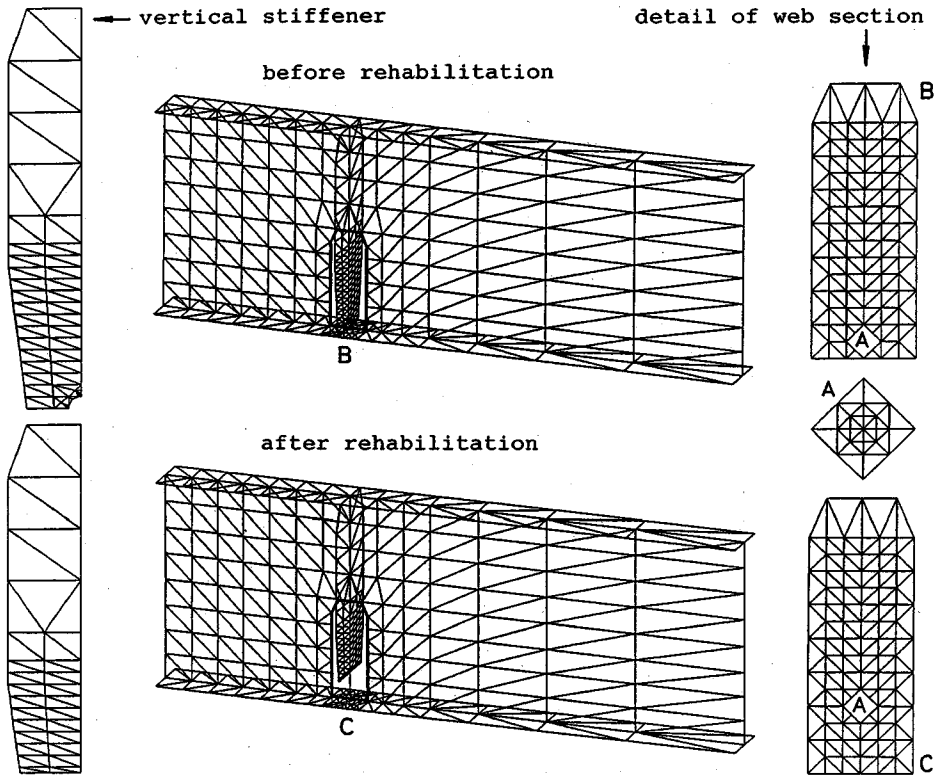 vertical stiffener
detail of web section
before rehabilitation
B
B
A
A
after rehabilitation
C
A
C